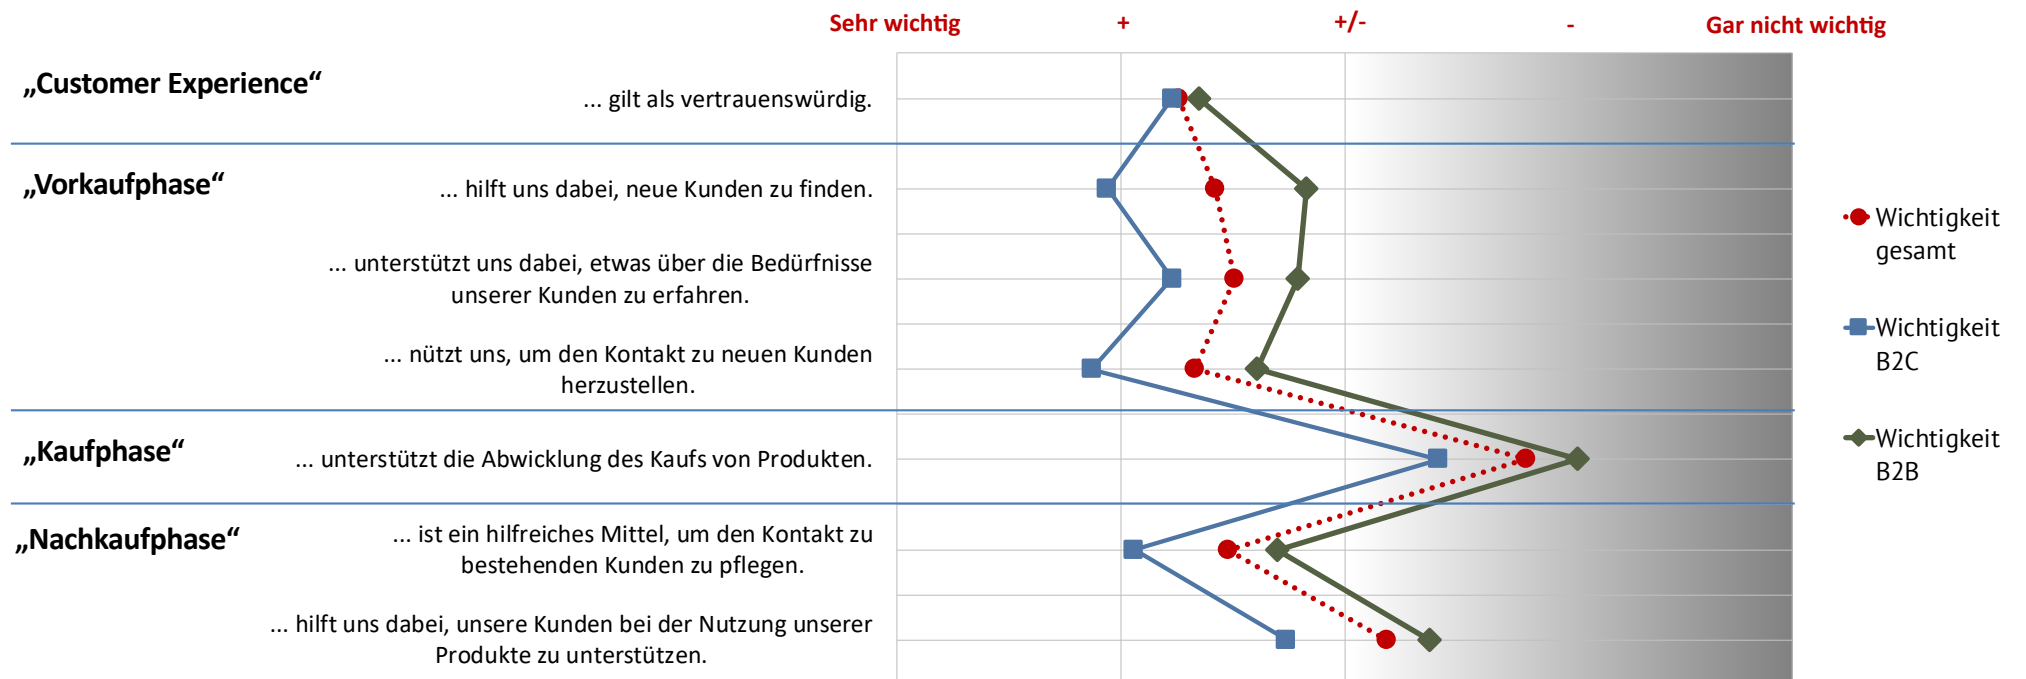 Sehr wichtig + +/- - Gar nicht wichtig
„Customer Experience“
... gilt als vertrauenswürdig.
„Vorkaufphase“
... hilft uns dabei, neue Kunden zu finden.
... unterstützt uns dabei, etwas über die Bedürfnisse
unserer Kunden zu erfahren.
... nützt uns, um den Kontakt zu neuen Kunden
herzustellen.
„Kaufphase“
... unterstützt die Abwicklung des Kaufs von Produkten.
„Nachkaufphase“
... ist ein hilfreiches Mittel, um den Kontakt zu
bestehenden Kunden zu pflegen.
... hilft uns dabei, unsere Kunden bei der Nutzung unserer
Produkte zu unterstützen.
Wichtigkeit
gesamt
Wichtigkeit
B2C
Wichtigkeit
B2B